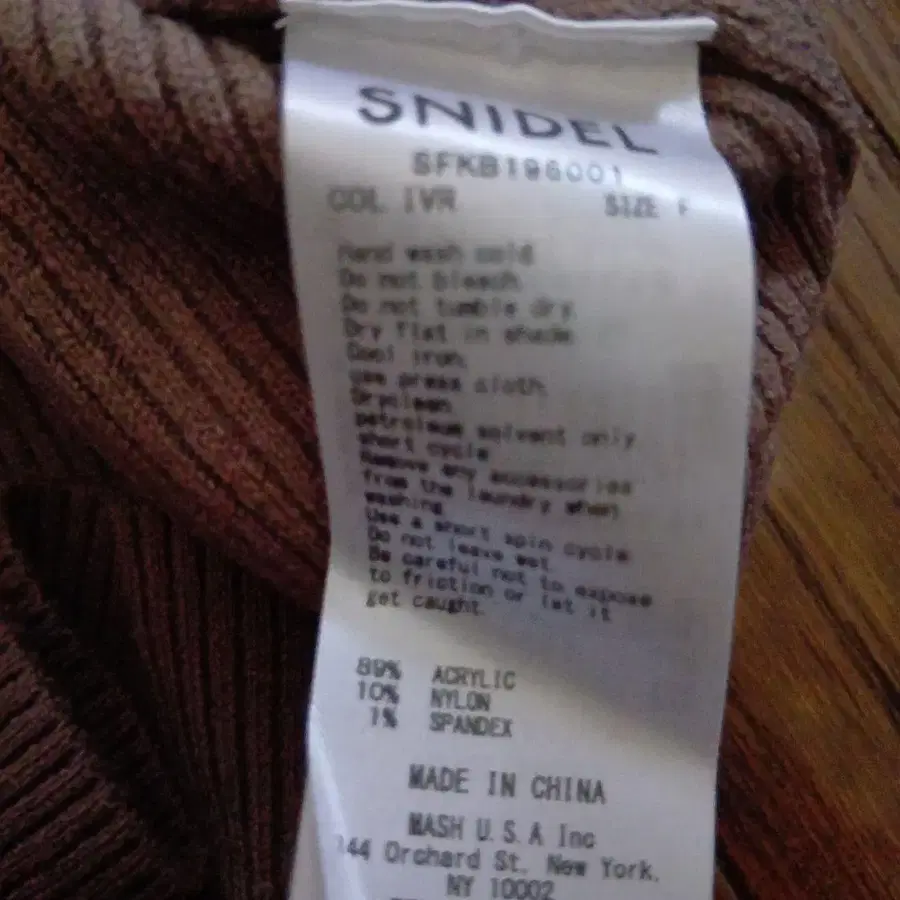 SNIDEL
SFKB196001
COL IVR SIZE F
Hand wash cold
Do not bleach
Do not tumble dry
Dry flat in shade
Cool iron
use press cloth
Dryclean
petroleum solvent only
short cycle
Remove any accessories
from the laundry when
washing
Use a short spin cycle
Do not leave wet
Be careful not to expose
to friction or let it
get caught.
89% ACRYLIC
10% NYLON
1% SPANDEX
MADE IN CHINA
MASH U.S.A Inc
144 Orchard St. New York.
NY 10002